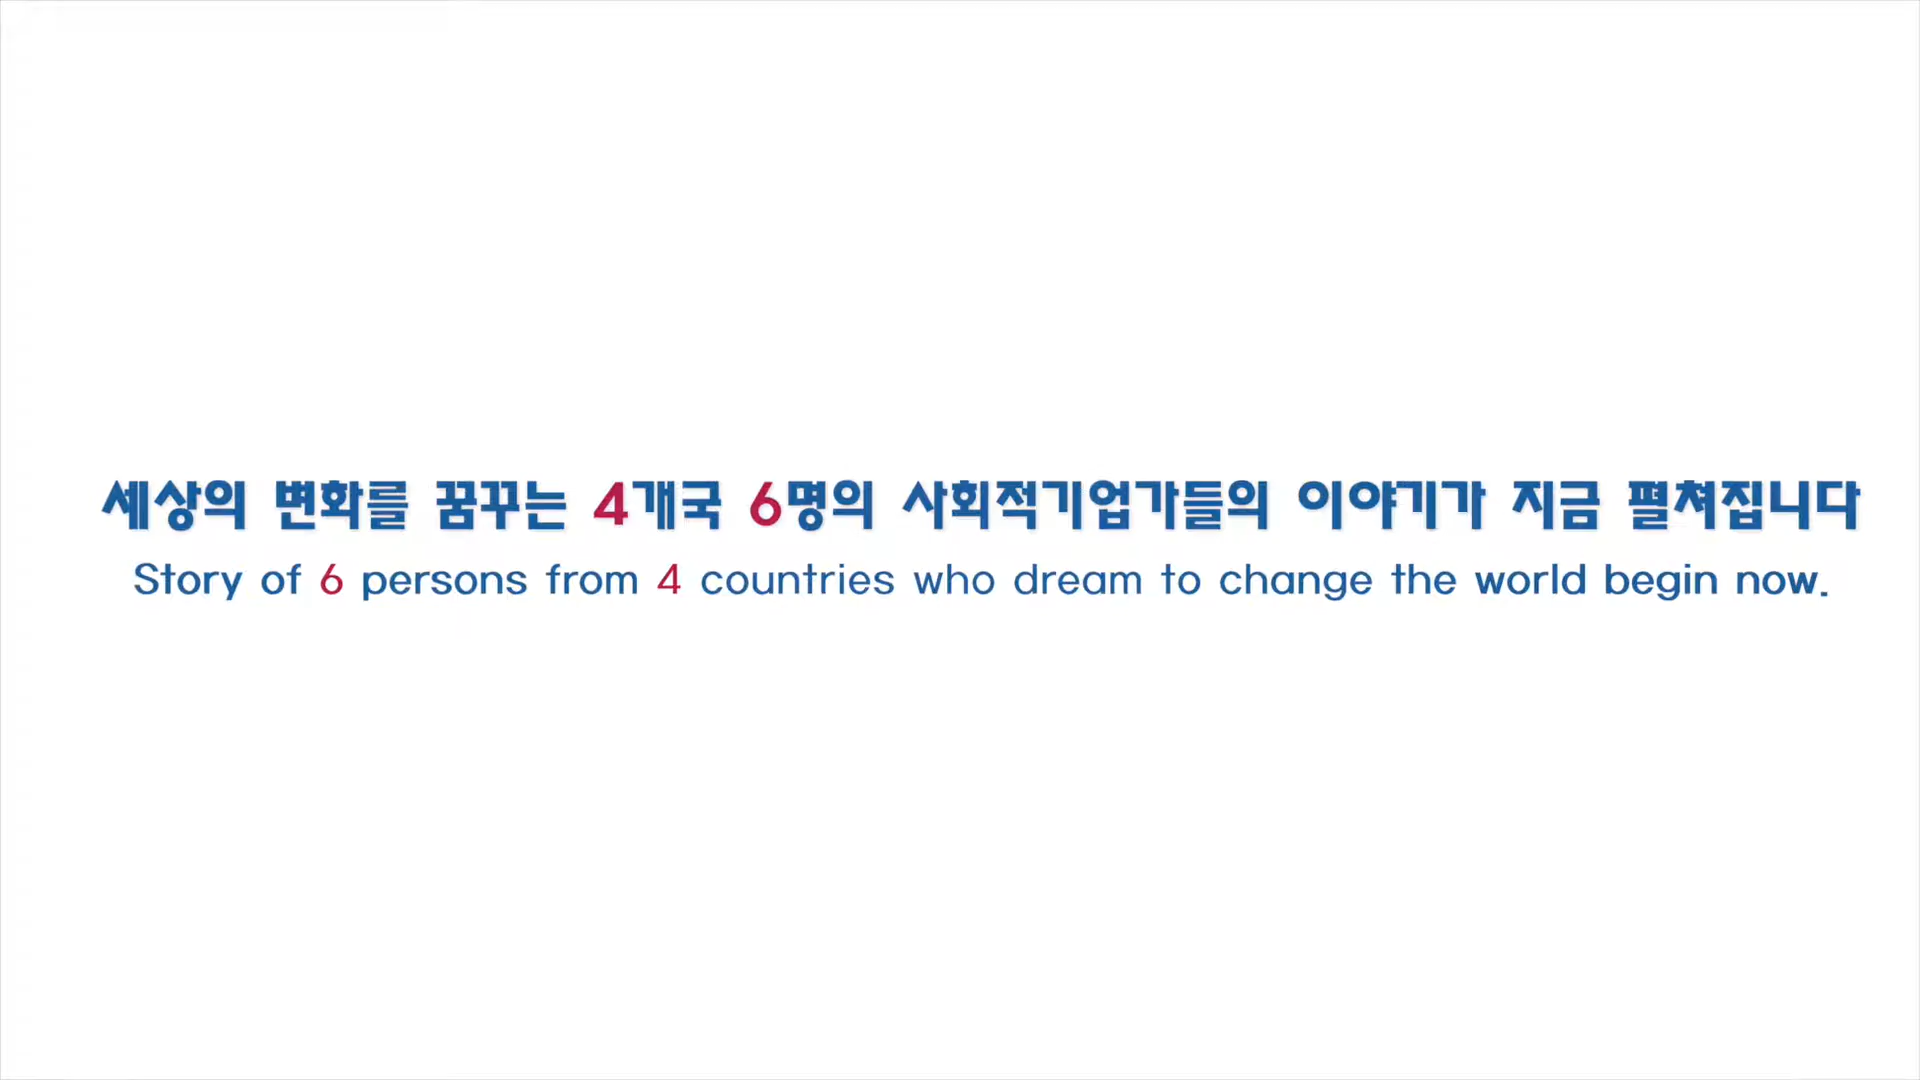 세상의 변화를 꿈꾸는 4개국 6명의 사회적기업가들의 이야기가 지금 펼쳐집니다
Story of 6 persons from 4 countries who dream to change the world begin now.